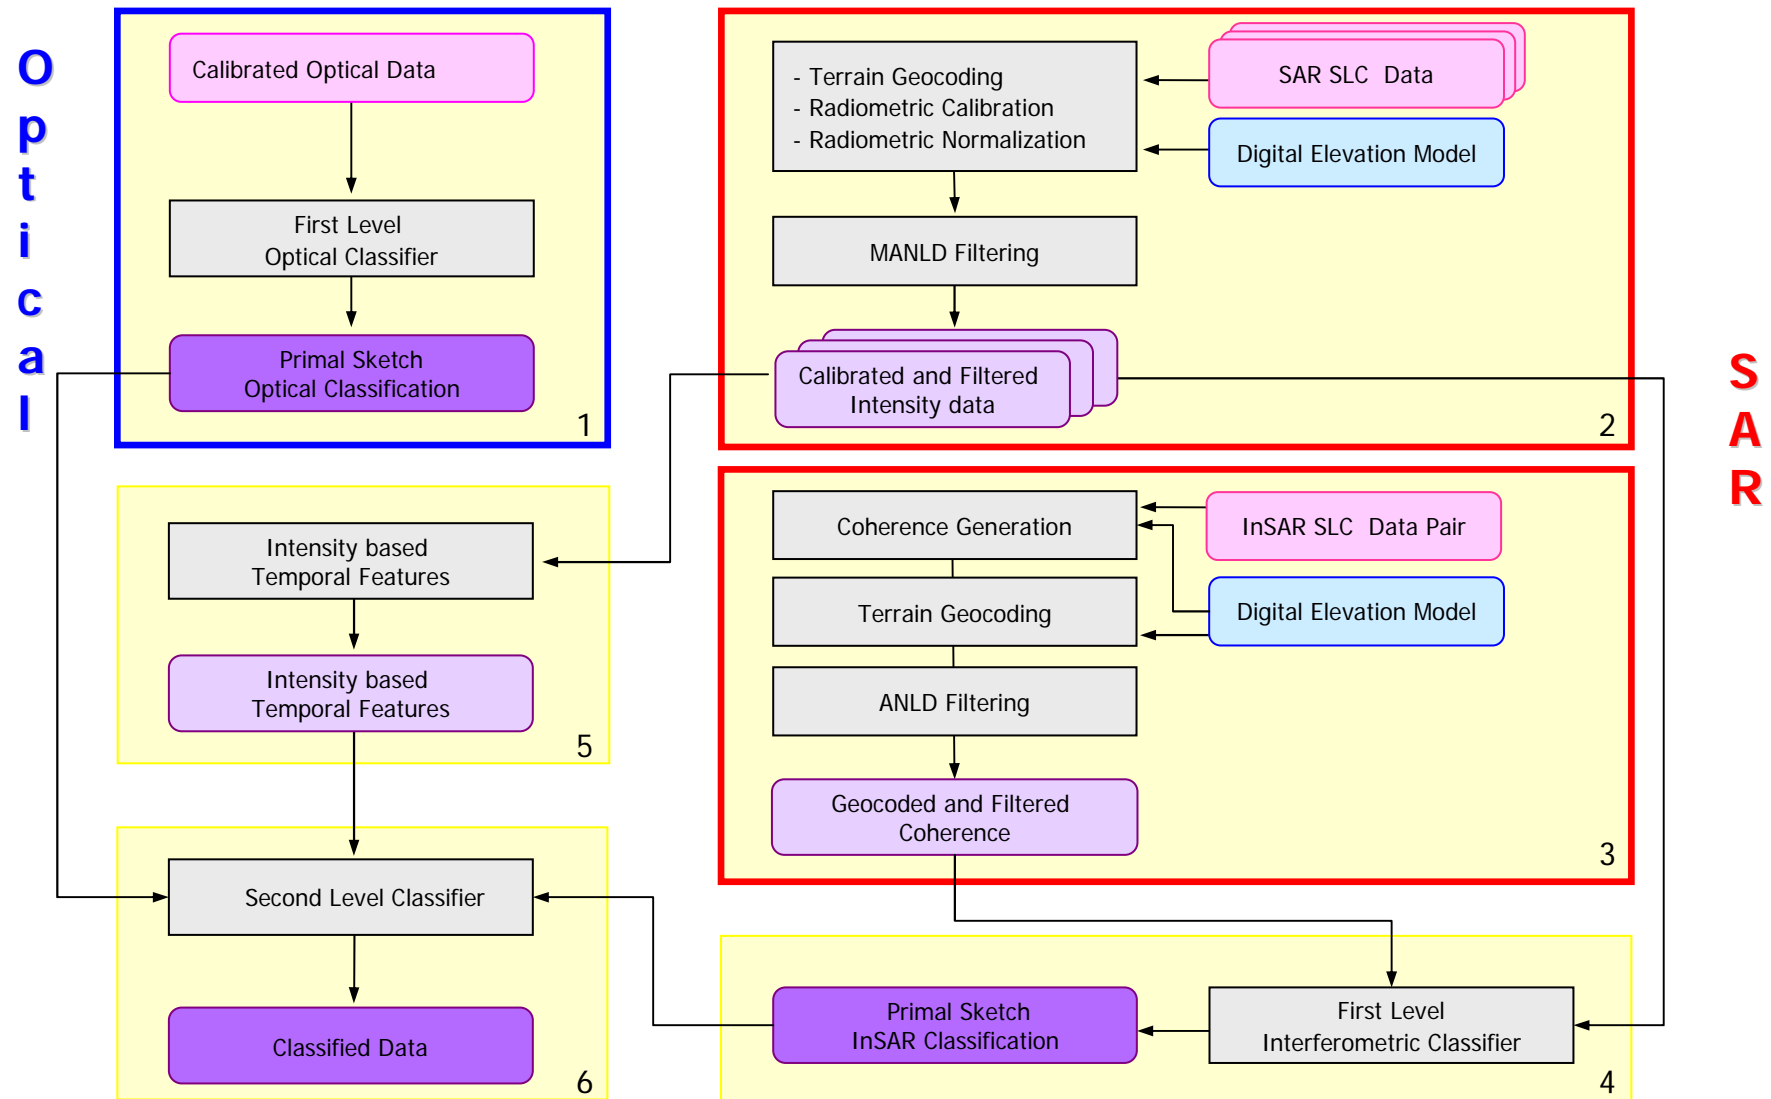 Optical
Calibrated Optical Data
First Level
Optical Classifier
Primal Sketch
Optical Classification
1
- Terrain Geocoding
- Radiometric Calibration
- Radiometric Normalization
SAR SLC Data
Digital Elevation Model
MANLD Filtering
Calibrated and Filtered
Intensity data
2
SAR
Coherence Generation
InSAR SLC Data Pair
Terrain Geocoding
Digital Elevation Model
ANLD Filtering
Geocoded and Filtered
Coherence
3
Intensity based
Temporal Features
Intensity based
Temporal Features
5
Second Level Classifier
Classified Data
6
Primal Sketch
InSAR Classification
First Level
Interferometric Classifier
4